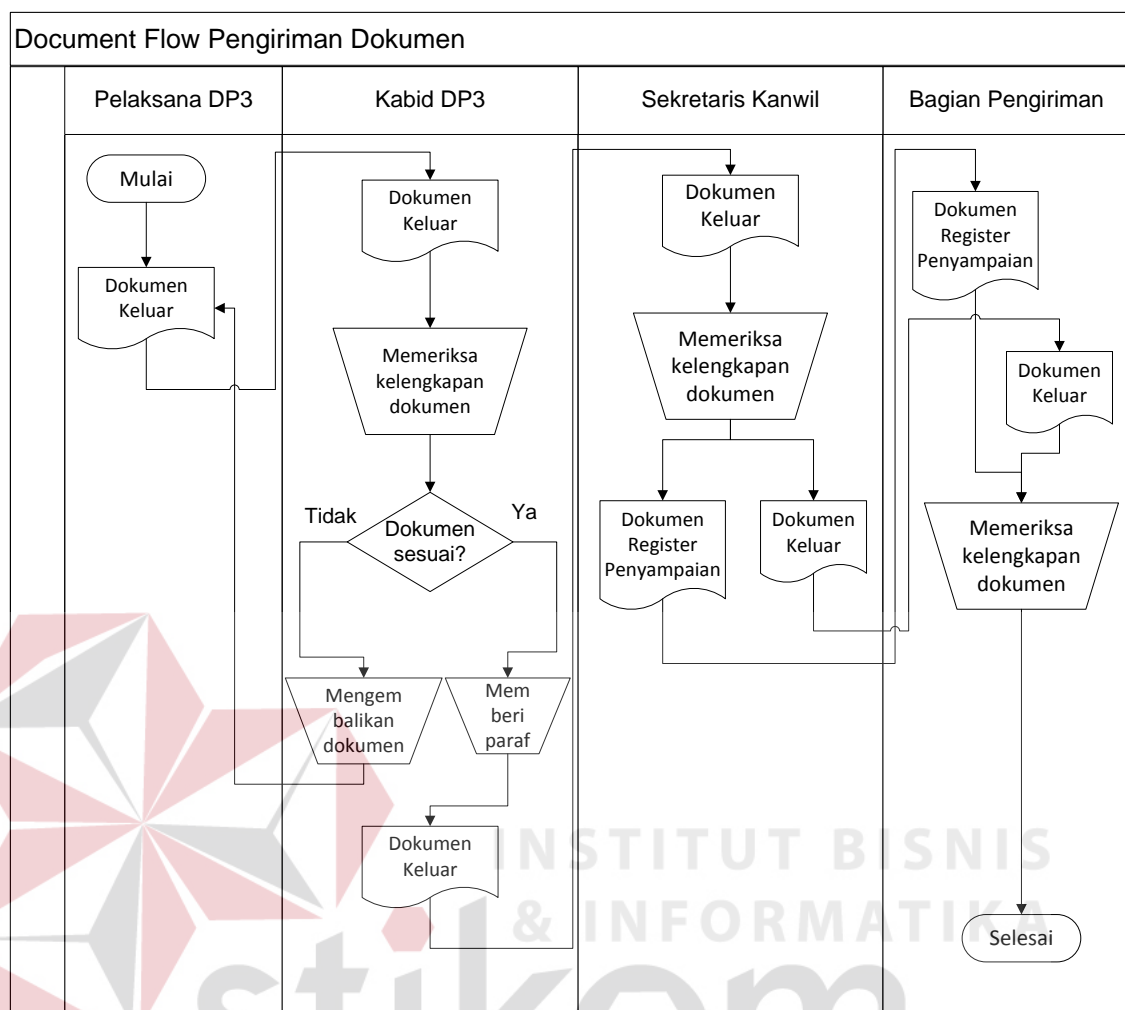 Document Flow Pengiriman Dokumen
Pelaksana DP3
Kabid DP3
Sekretaris Kanwil
Bagian Pengiriman
Mulai
Dokumen
Keluar
Dokumen
Keluar
Memeriksa
kelengkapan
dokumen
Dokumen
sesuai?
Tidak
Ya
Mengem
balikan
dokumen
Mem
beri
paraf
Dokumen
Keluar
Dokumen
Keluar
Memeriksa
kelengkapan
dokumen
Dokumen
Register
Penyampaian
Dokumen
Keluar
Dokumen
Register
Penyampaian
Dokumen
Keluar
Memeriksa
kelengkapan
dokumen
Selesai
INSTITUT BISNIS
& INFORMATIKA
stikom